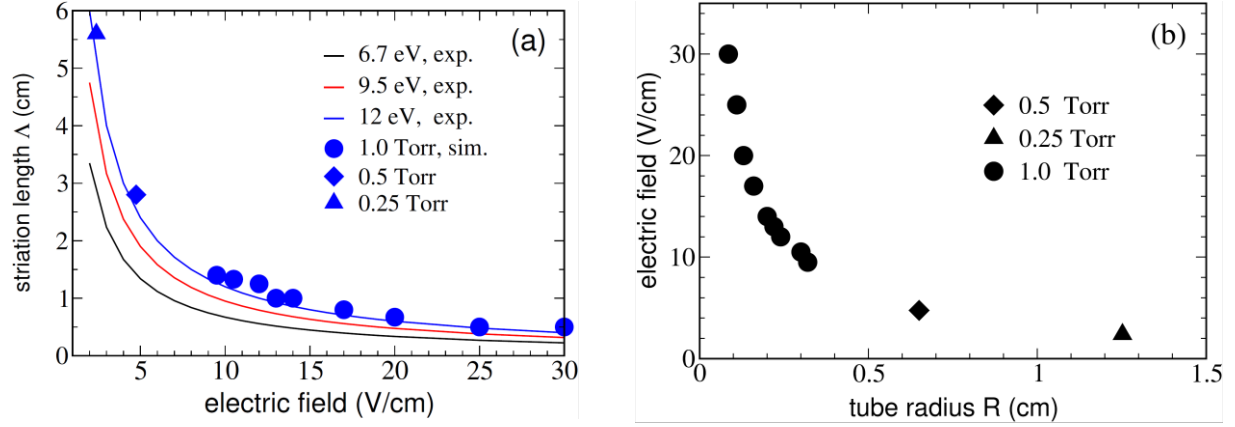 (a)
6.7 eV, exp.
9.5 eV, exp.
12 eV, exp.
1.0 Torr, sim.
0.5 Torr
0.25 Torr
striation length Λ (cm)
6
5
4
3
2
1
0
5
10
15
20
25
30
electric field (V/cm)
(b)
0.5 Torr
0.25 Torr
1.0 Torr
electric field (V/cm)
30
20
10
0
0
0.5
1
1.5
tube radius R (cm)